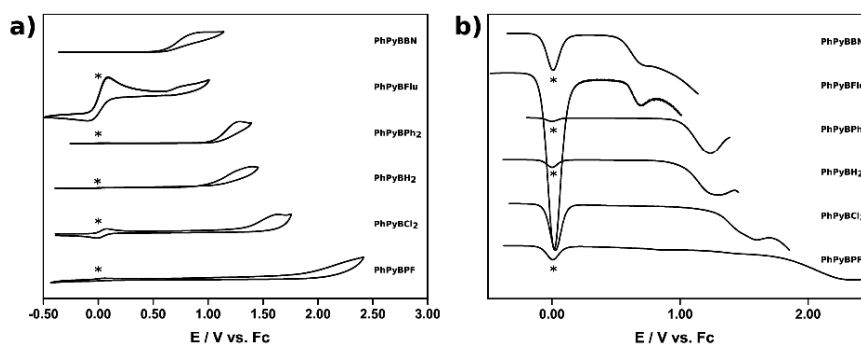 a)
PhPyBBN
*
PhPyBFlu
*
PhPyBPh₂
*
PhPyBH₂
*
PhPyBCl₂
*
PhPyBPF
-0.50 0.00 0.50 1.00 1.50 2.00 2.50 3.00
E / V vs. Fc
b)
PhPyBBN
*
PhPyBFlu
*
PhPyBPh
*
PhPyBH₂
*
PhPyBCl₂
PhPyBPF
*
0.00 1.00 2.00
E / V vs. Fc